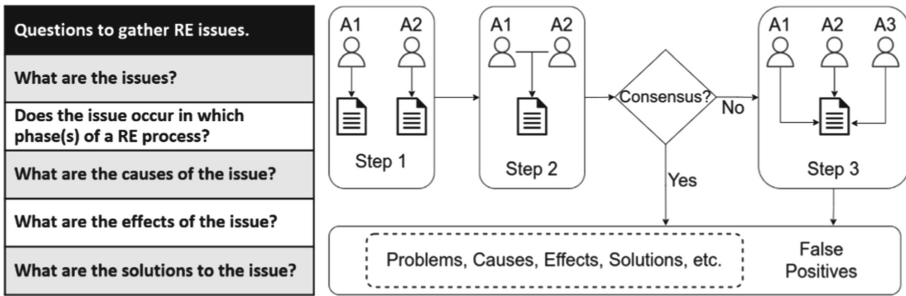 Questions to gather RE issues.
What are the issues?
Does the issue occur in which
phase(s) of a RE process?
What are the causes of the issue?
What are the effects of the issue?
What are the solutions to the issue?
A1 A2
Step 1
A1 A2
Step 2
Consensus?
No
Yes
A1 A2 A3
Step 3
Problems, Causes, Effects, Solutions, etc.
False
Positives